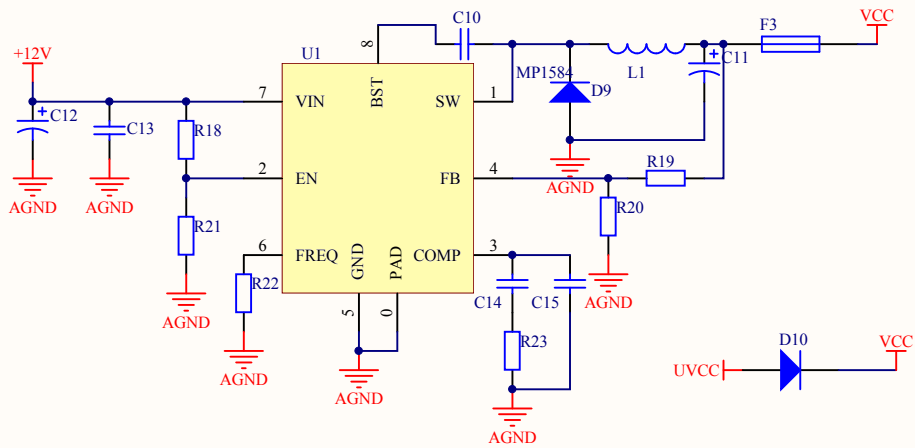 C10
F3
VCC
+12V
U1
8
BST
MP1584
L1
C11
7
VIN
SW
1
D9
C12
C13
R18
AGND
2
EN
FB
4
R19
AGND
AGND
R20
R21
6
FREQ
GND
PAD
COMP
3
AGND
R22
C14
C15
AGND
5
0
R23
D10
VCC
AGND
UVCC
AGND
AGND